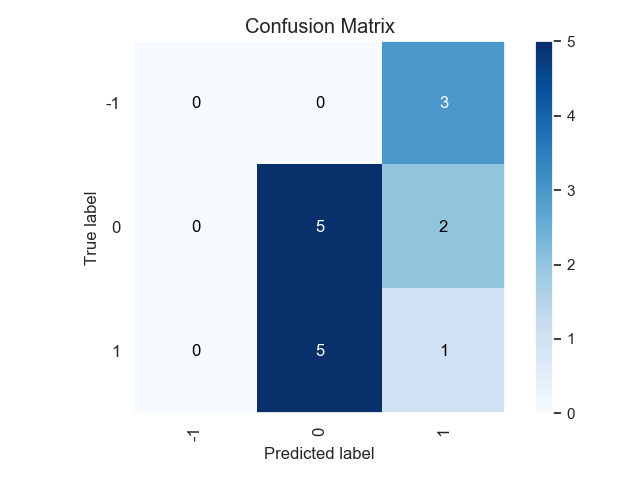 Confusion Matrix
-1 0 0 3
0 0 5 2
1 0 5 1
-1 0 1
Predicted label
True label
5
4
3
2
1
0